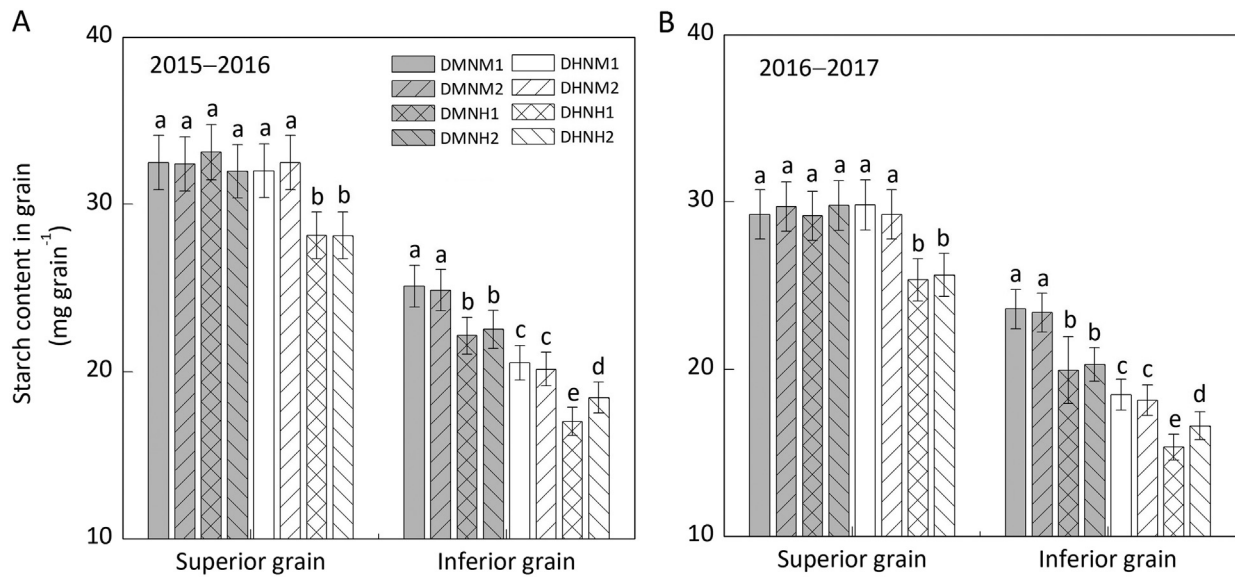 A
B
40
30
20
10
Starch content in grain
(mg grain⁻¹)
2015–2016
DMNM1 DHNM1
DMNM2 DHNM2
DMNH1 DHNH1
DMNH2 DHNH2
a a a a a a b b
a a b b c c e d
Superior grain Inferior grain
40
30
20
10
2016–2017
a a a a a a b b
a a b b c c e d
Superior grain Inferior grain